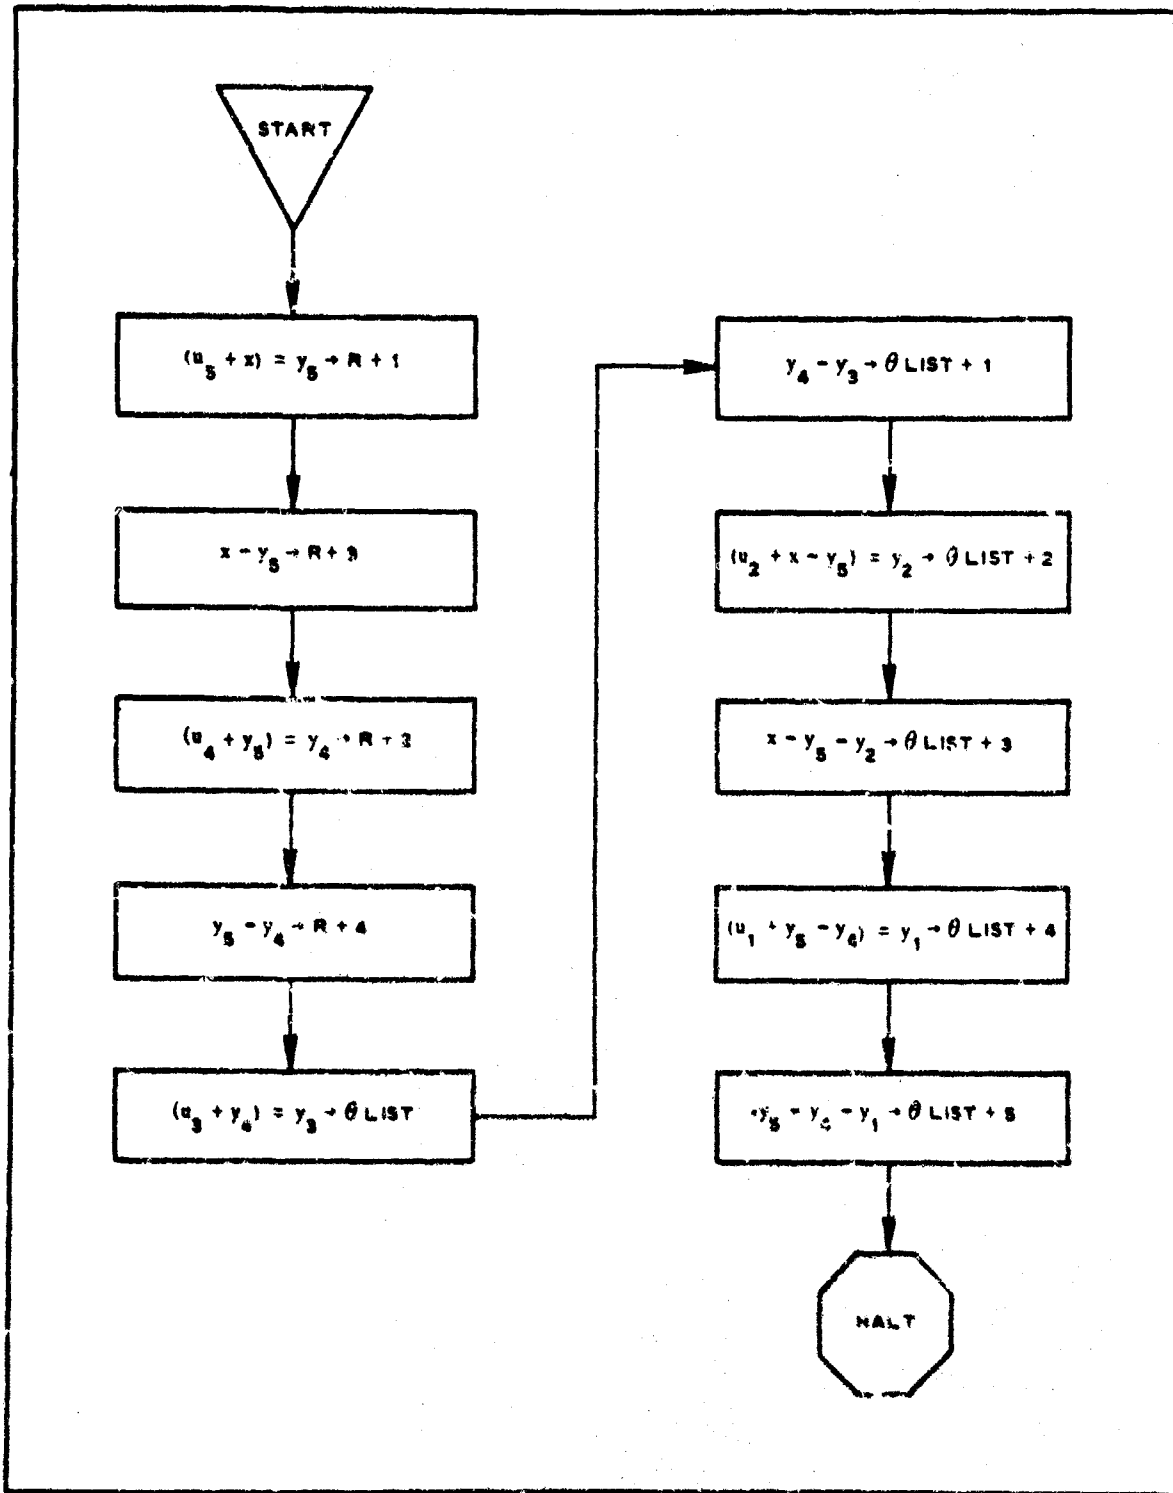 START
(u₅ + x) = y₅ → R + 1
x - y₅ → R + 3
(u₄ + y₅) = y₄ → R + 2
y₅ - y₄ → R + 4
(u₃ + y₄) = y₃ → θ LIST
y₄ - y₃ → θ LIST + 1
(u₂ + x - y₅) = y₂ → θ LIST + 2
x - y₅ - y₂ → θ LIST + 3
(u₁ + y₅ - y₄) = y₁ → θ LIST + 4
y₅ - y₄ - y₁ → θ LIST + 5
HALT